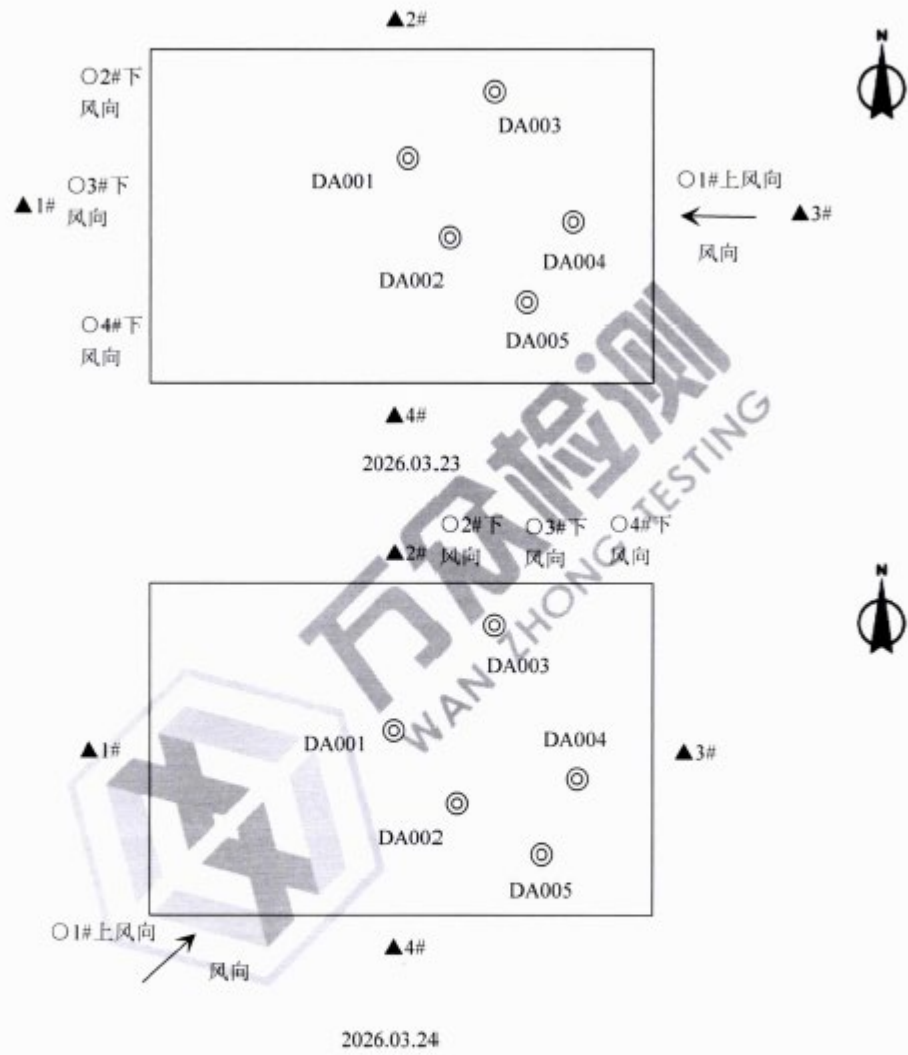 ▲2#
N
○2#下
风向
DA003
DA001
○3#下
风向
▲1#
○1#上风向
▲3#
风向
DA002
DA004
○4#下
风向
DA005
▲4#
2026.03.23
○2#下
风向
○3#下
风向
○4#下
风向
▲2#
N
DA003
DA001
DA004
▲1#
▲3#
DA002
DA005
○1#上风向
风向
▲4#
2026.03.24
万众检测
WAN ZHONG TESTING